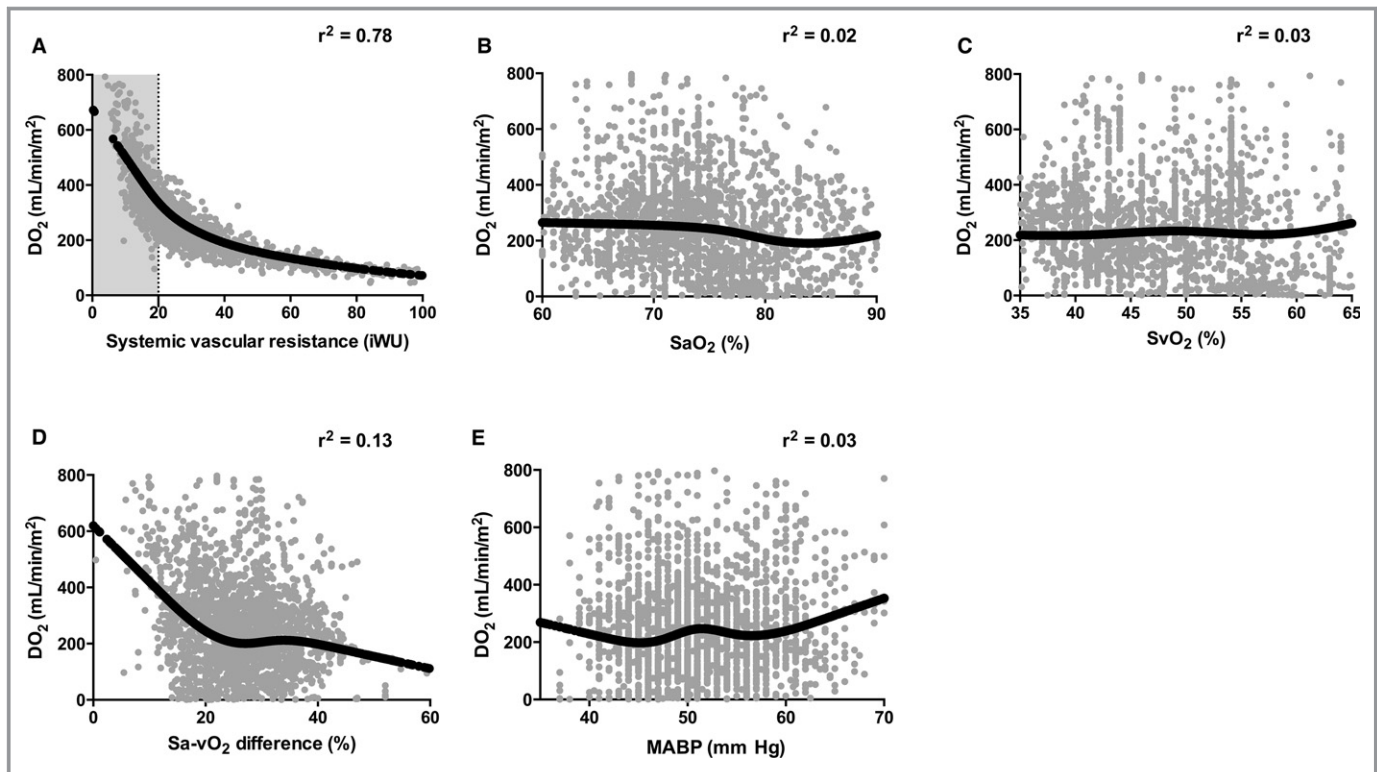 A
r² = 0.78
DO₂ (mL/min/m²)
800
600
400
200
0
0 20 40 60 80 100
Systemic vascular resistance (iWU)
B
r² = 0.02
DO₂ (mL/min/m²)
800
600
400
200
0
60 70 80 90
SaO₂ (%)
C
r² = 0.03
DO₂ (mL/min/m²)
800
600
400
200
0
35 40 45 50 55 60 65
SvO₂ (%)
D
r² = 0.13
DO₂ (mL/min/m²)
800
600
400
200
0
0 20 40 60
Sa-vO₂ difference (%)
E
r² = 0.03
DO₂ (mL/min/m²)
800
600
400
200
0
40 50 60 70
MABP (mm Hg)